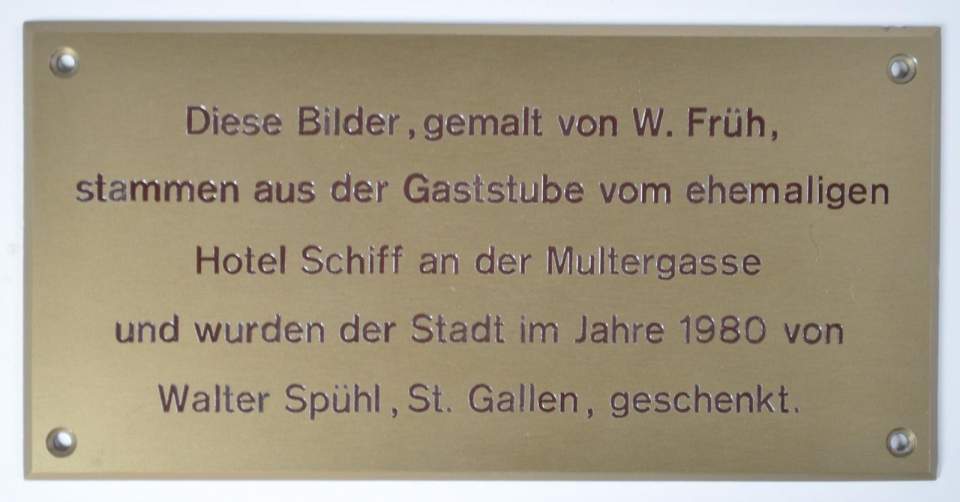 Diese Bilder, gemalt von W. Früh,
stammen aus der Gaststube vom ehemaligen
Hotel Schiff an der Multergasse
und wurden der Stadt im Jahre 1980 von
Walter Spühl, St. Gallen, geschenkt.